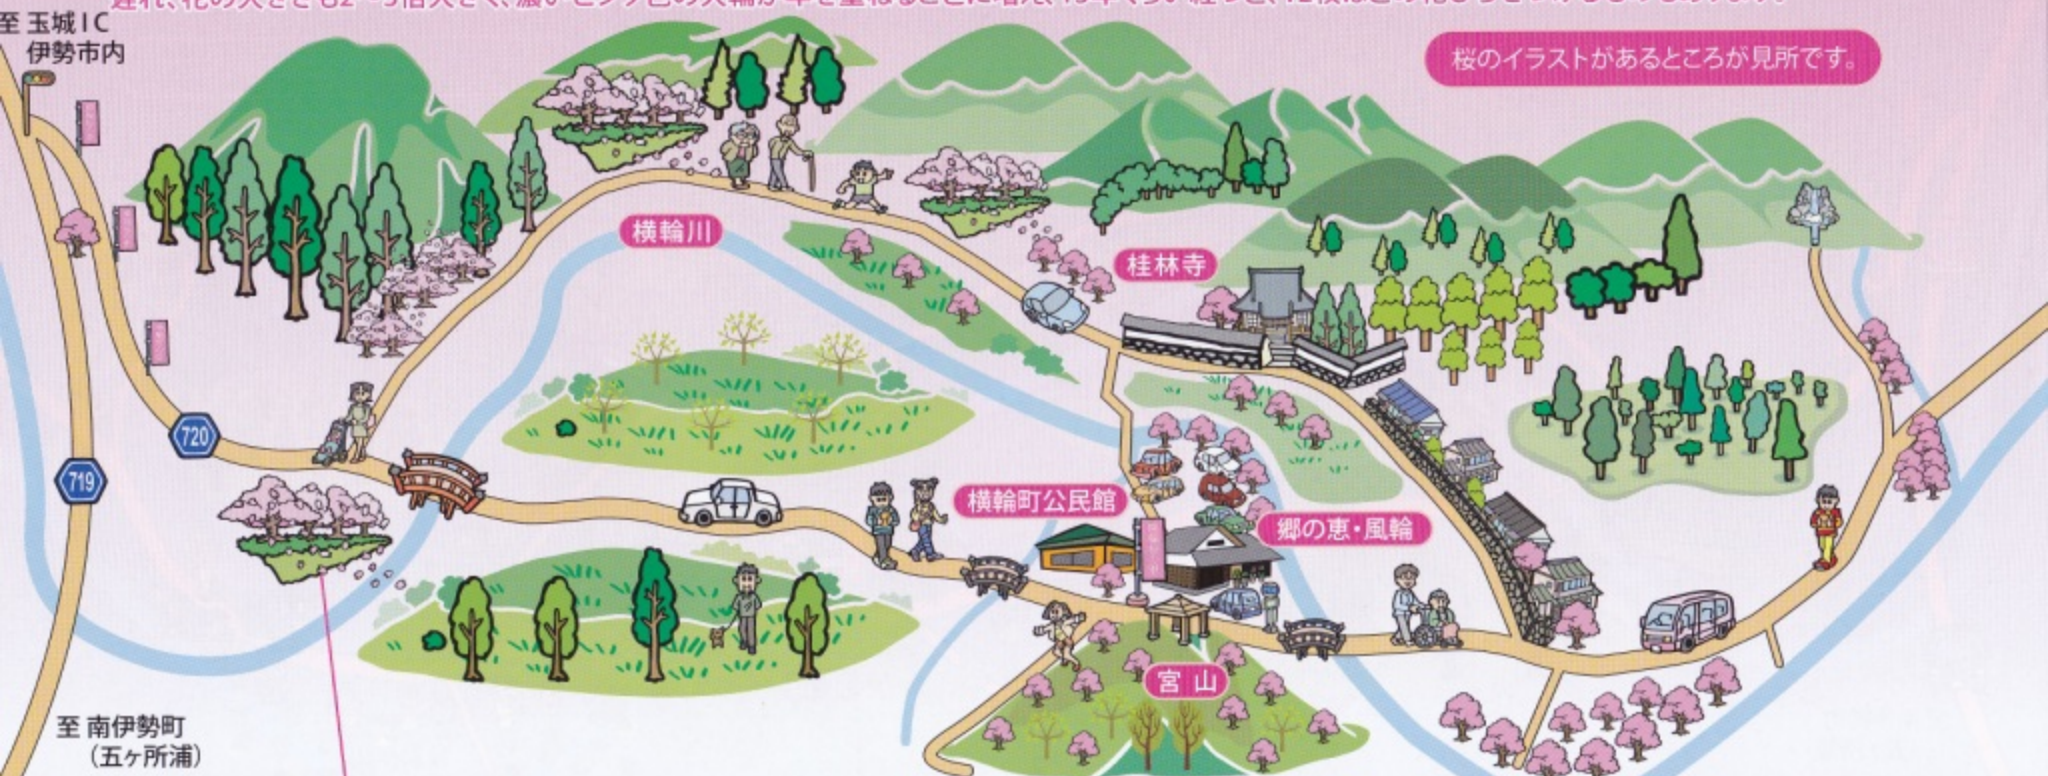 至 玉城IC
伊勢市内
桜のイラストがあるところが見所です。
横輪川
桂林寺
720
719
横輪町公民館
郷の恵・風輪
宮山
至 南伊勢町
(五ヶ所浦)